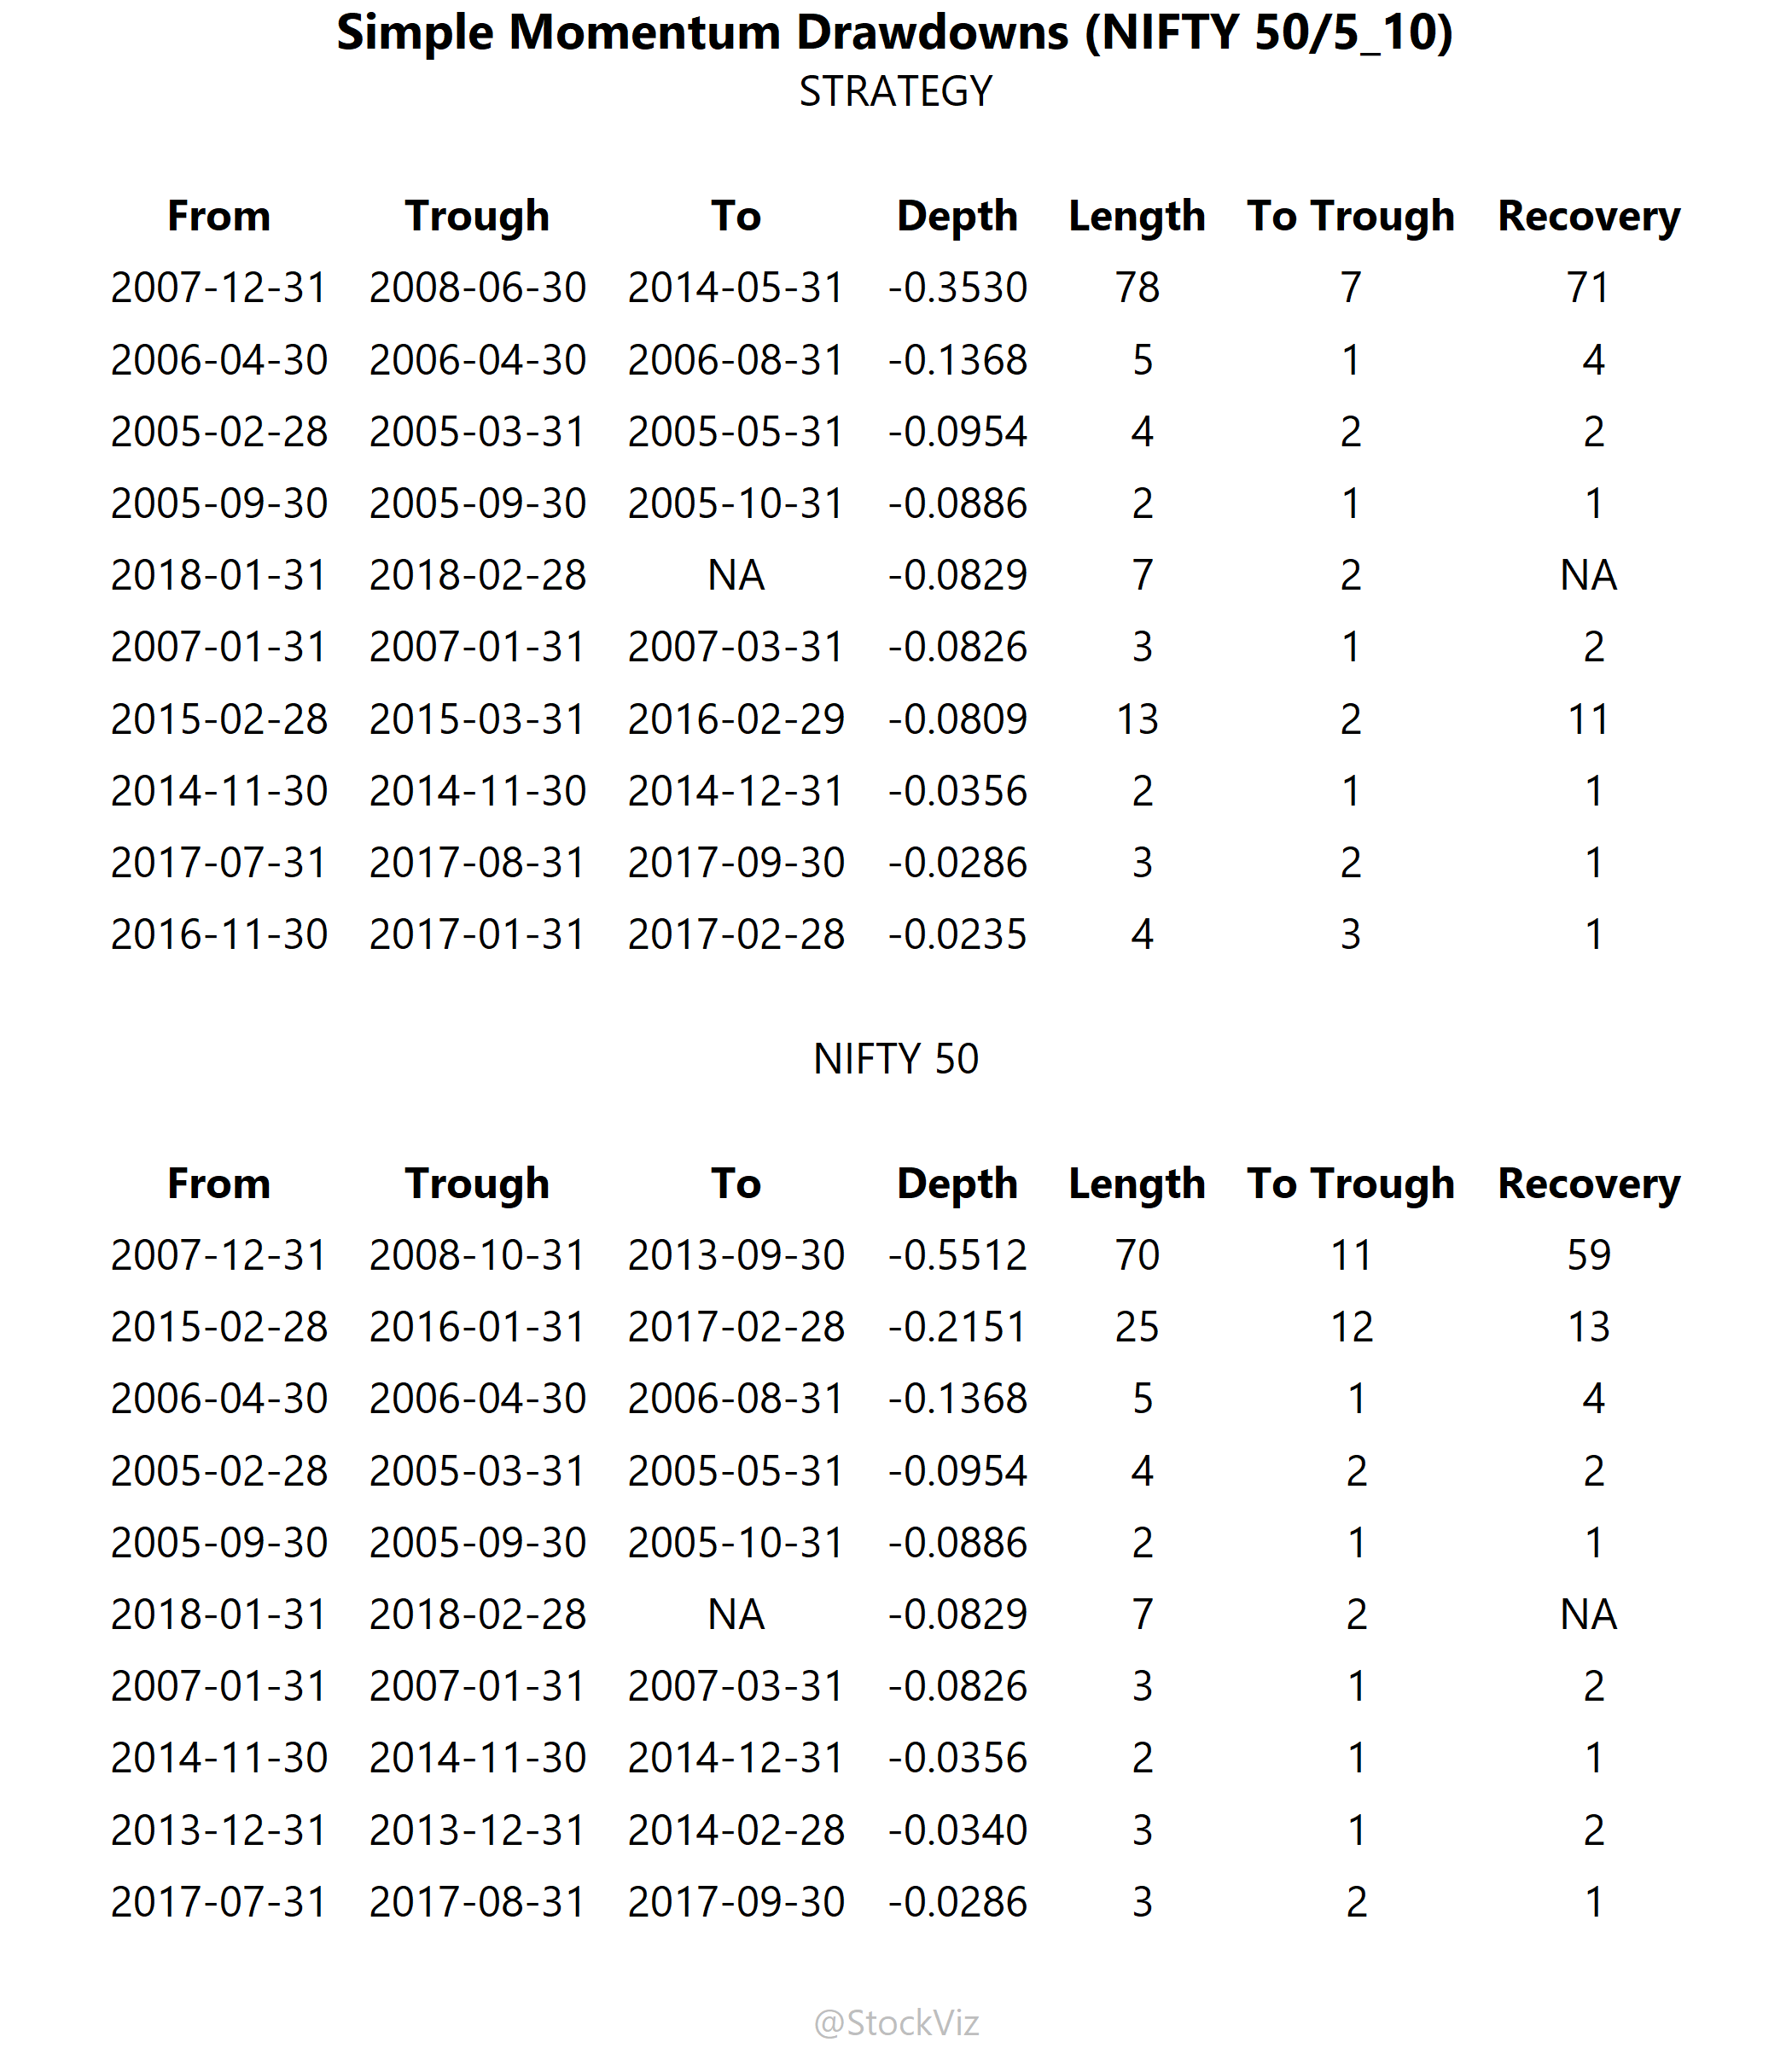 Simple Momentum Drawdowns (NIFTY 50/5_10)
STRATEGY
From Trough To Depth Length To Trough Recovery
2007-12-31 2008-06-30 2014-05-31 -0.3530 78 7 71
2006-04-30 2006-04-30 2006-08-31 -0.1368 5 1 4
2005-02-28 2005-03-31 2005-05-31 -0.0954 4 2 2
2005-09-30 2005-09-30 2005-10-31 -0.0886 2 1 1
2018-01-31 2018-02-28 NA -0.0829 7 2 NA
2007-01-31 2007-01-31 2007-03-31 -0.0826 3 1 2
2015-02-28 2015-03-31 2016-02-29 -0.0809 13 2 11
2014-11-30 2014-11-30 2014-12-31 -0.0356 2 1 1
2017-07-31 2017-08-31 2017-09-30 -0.0286 3 2 1
2016-11-30 2017-01-31 2017-02-28 -0.0235 4 3 1
NIFTY 50
From Trough To Depth Length To Trough Recovery
2007-12-31 2008-10-31 2013-09-30 -0.5512 70 11 59
2015-02-28 2016-01-31 2017-02-28 -0.2151 25 12 13
2006-04-30 2006-04-30 2006-08-31 -0.1368 5 1 4
2005-02-28 2005-03-31 2005-05-31 -0.0954 4 2 2
2005-09-30 2005-09-30 2005-10-31 -0.0886 2 1 1
2018-01-31 2018-02-28 NA -0.0829 7 2 NA
2007-01-31 2007-01-31 2007-03-31 -0.0826 3 1 2
2014-11-30 2014-11-30 2014-12-31 -0.0356 2 1 1
2013-12-31 2013-12-31 2014-02-28 -0.0340 3 1 2
2017-07-31 2017-08-31 2017-09-30 -0.0286 3 2 1
@StockViz